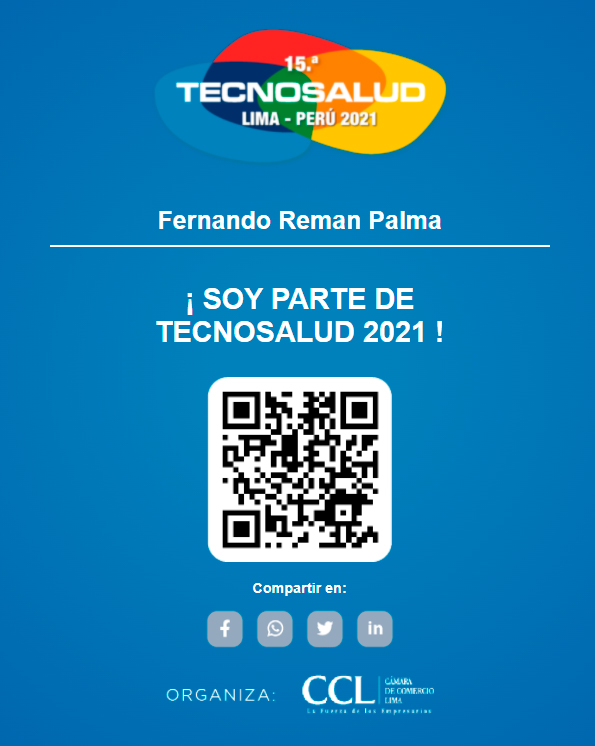 15.ª
TECNOSALUD
LIMA - PERÚ 2021
Fernando Reman Palma
¡ SOY PARTE DE
TECNOSALUD 2021 !
Compartir en:
in
ORGANIZA:
CCL
CÁMARA
DE COMERCIO
LIMA
La Fuerza de los Empresarios